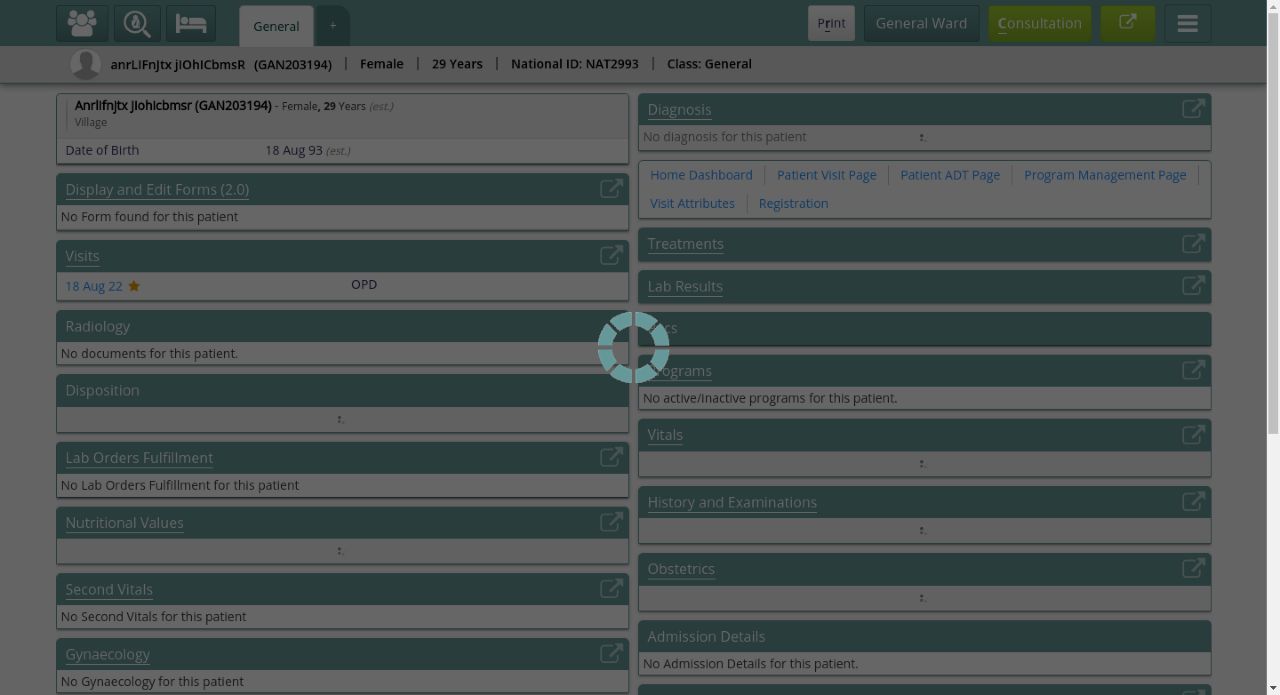 General
+
Print
General Ward
Consultation
anrLIFnJtx jIOhICbmsR (GAN203194) | Female | 29 Years | National ID: NAT2993 | Class: General
AnrlIfnJtx JIohIcbmsr (GAN203194) - Female, 29 Years (est.)
Village
Date of Birth 18 Aug 93 (est.)
Display and Edit Forms (2.0)
No Form found for this patient
Visits
18 Aug 22 OPD
Radiology
No documents for this patient.
Disposition
Lab Orders Fulfillment
No Lab Orders Fulfillment for this patient
Nutritional Values
Second Vitals
No Second Vitals for this patient
Gynaecology
No Gynaecology for this patient
Diagnosis
No diagnosis for this patient
Home Dashboard | Patient Visit Page | Patient ADT Page | Program Management Page |
Visit Attributes | Registration
Treatments
Lab Results
Programs
No active/inactive programs for this patient.
Vitals
History and Examinations
Obstetrics
Admission Details
No Admission Details for this patient.